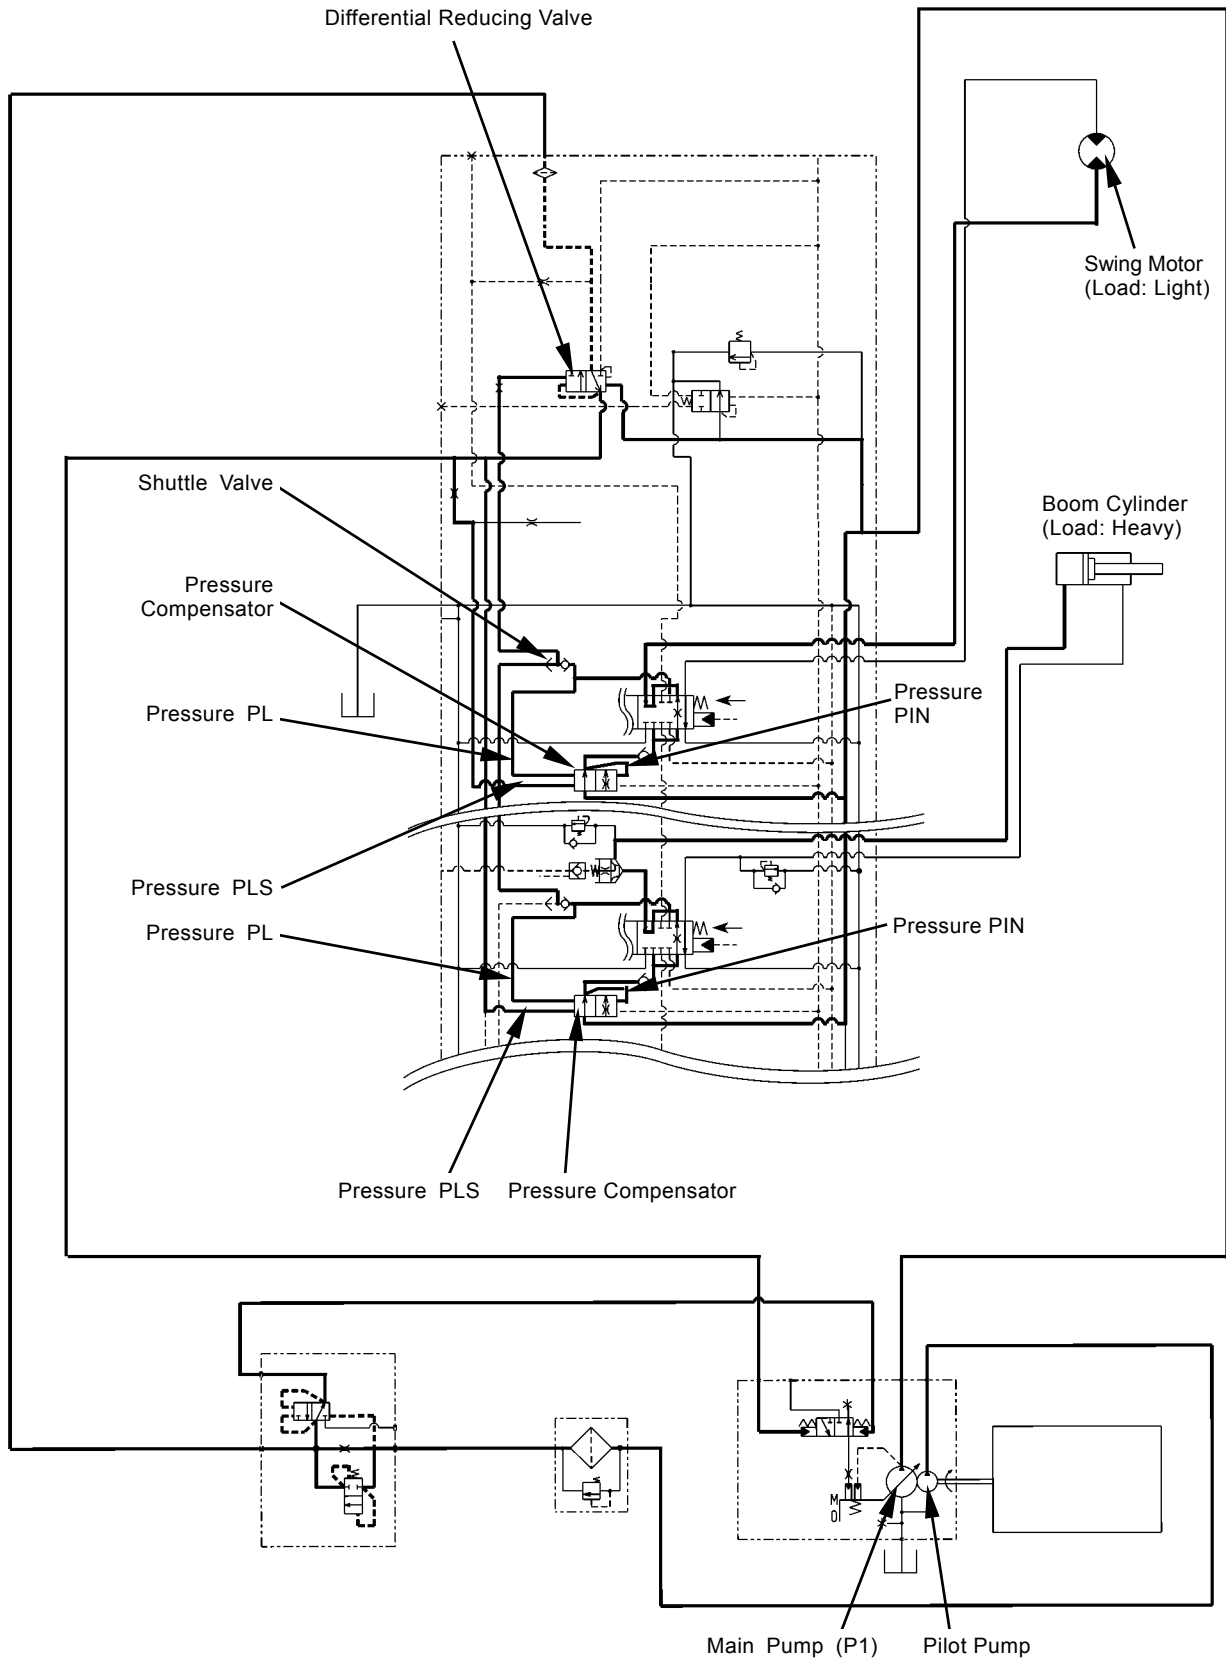 Differential Reducing Valve
Swing Motor
(Load: Light)
Shuttle Valve
Boom Cylinder
(Load: Heavy)
Pressure
Compensator
Pressure PL
Pressure
PIN
Pressure PLS
Pressure PL
Pressure PIN
Pressure PLS
Pressure Compensator
M
O
Main Pump (P1)
Pilot Pump